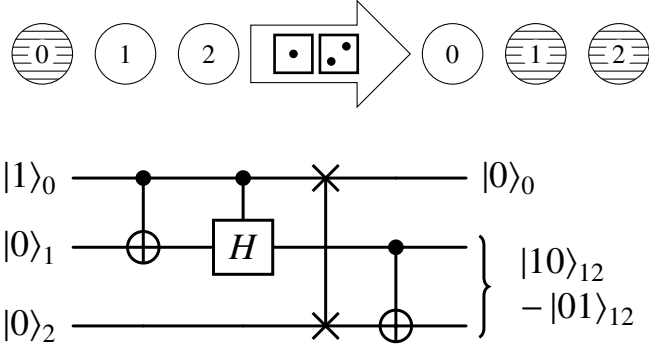 0 1 2 0 1 2
|1⟩₀ |0⟩₀
|0⟩₁ H |10⟩₁₂
− |01⟩₁₂
|0⟩₂